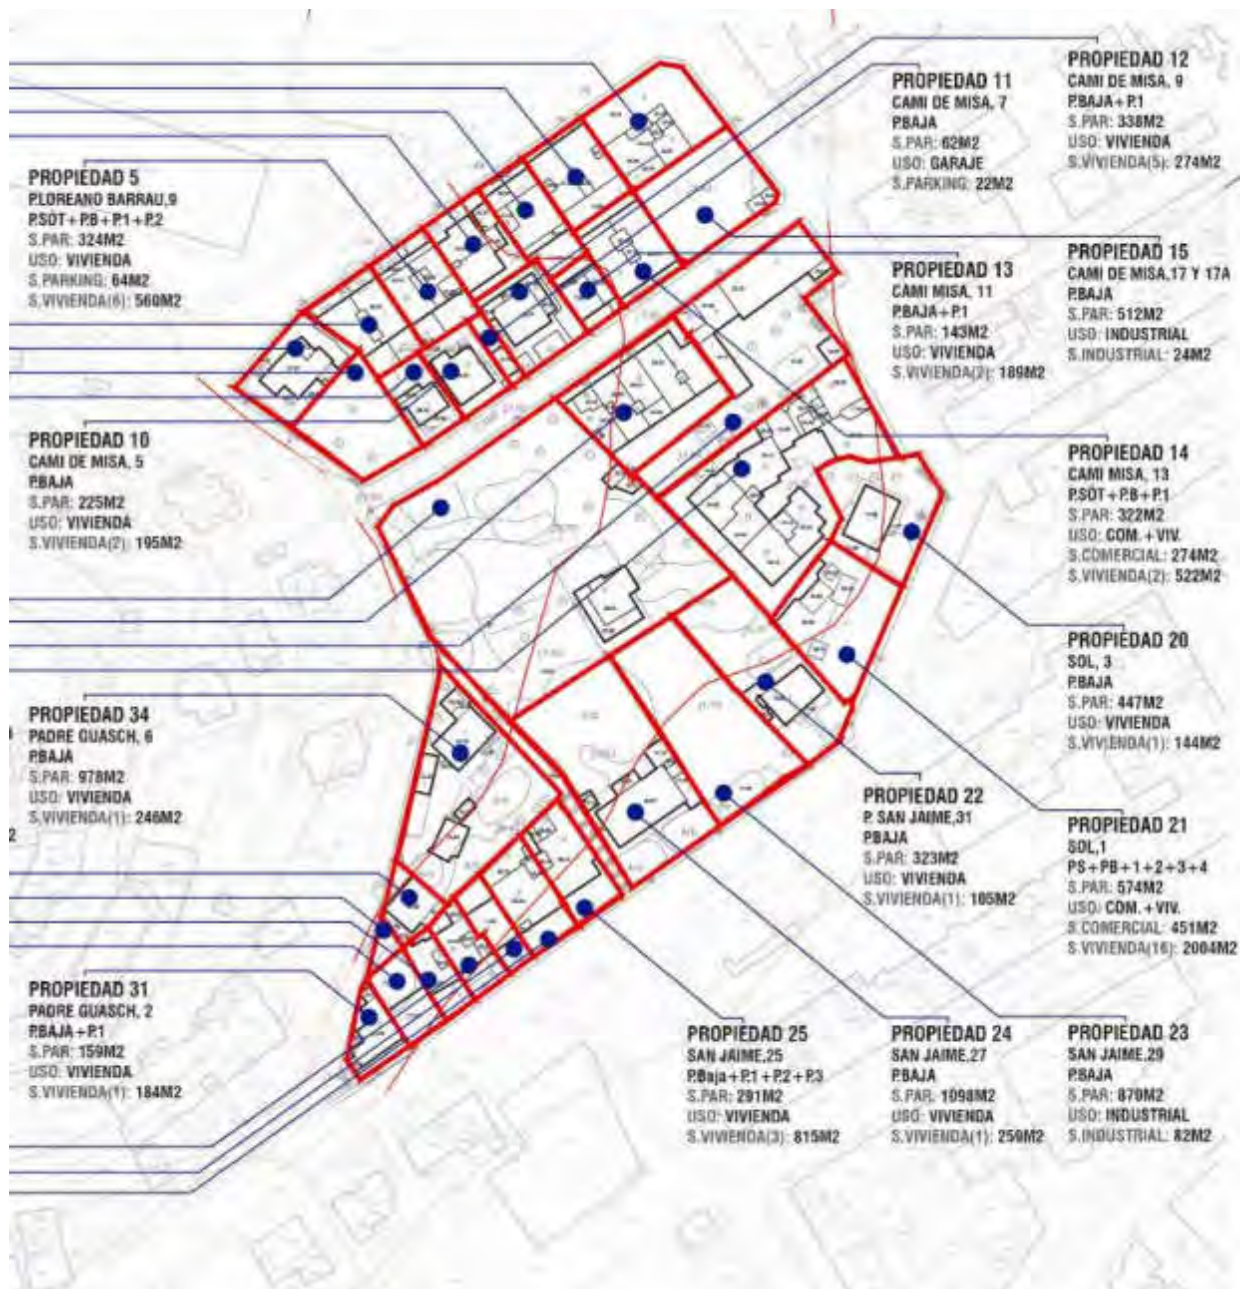 PROPIEDAD 12
CAMI DE MISA, 9
P.BAJA+P.1
S.PAR: 338M2
USO: VIVIENDA
S.VIVIENDA(5): 274M2
PROPIEDAD 11
CAMI DE MISA, 7
P.BAJA
S.PAR: 62M2
USO: GARAJE
S.PARKING: 22M2
PROPIEDAD 5
P.LOREANO BARRAU,9
P.SOT+P.B+P.1+P.2
S.PAR: 324M2
USO: VIVIENDA
S.PARKING: 64M2
S.VIVIENDA(6): 560M2
PROPIEDAD 15
CAMI DE MISA,17 Y 17A
P.BAJA
S.PAR: 512M2
USO: INDUSTRIAL
S.INDUSTRIAL: 24M2
PROPIEDAD 13
CAMI MISA, 11
P.BAJA+P.1
S.PAR: 143M2
USO: VIVIENDA
S.VIVIENDA(2): 189M2
PROPIEDAD 10
CAMI DE MISA, 5
P.BAJA
S.PAR: 225M2
USO: VIVIENDA
S.VIVIENDA(2): 195M2
PROPIEDAD 14
CAMI MISA, 13
P.SOT+P.B+P.1
S.PAR: 322M2
USO: COM.+VIV.
S.COMERCIAL: 274M2
S.VIVIENDA(2): 522M2
PROPIEDAD 20
SOL, 3
P.BAJA
S.PAR: 447M2
USO: VIVIENDA
S.VIVIENDA(1): 144M2
PROPIEDAD 34
PADRE GUASCH, 6
P.BAJA
S.PAR: 978M2
USO: VIVIENDA
S.VIVIENDA(1): 246M2
PROPIEDAD 22
P. SAN JAIME,31
P.BAJA
S.PAR: 323M2
USO: VIVIENDA
S.VIVIENDA(1): 105M2
PROPIEDAD 21
SOL,1
PS+PB+1+2+3+4
S.PAR: 574M2
USO: COM.+VIV.
S.COMERCIAL: 451M2
S.VIVIENDA(16): 2004M2
PROPIEDAD 31
PADRE GUASCH, 2
P.BAJA+P.1
S.PAR: 159M2
USO: VIVIENDA
S.VIVIENDA(1): 184M2
PROPIEDAD 25
SAN JAIME,25
P.Baja+P.1+P.2+P.3
S.PAR: 291M2
USO: VIVIENDA
S.VIVIENDA(3): 815M2
PROPIEDAD 24
SAN JAIME,27
P.BAJA
S.PAR: 1098M2
USO: VIVIENDA
S.VIVIENDA(1): 259M2
PROPIEDAD 23
SAN JAIME,29
P.BAJA
S.PAR: 879M2
USO: INDUSTRIAL
S.INDUSTRIAL: 82M2